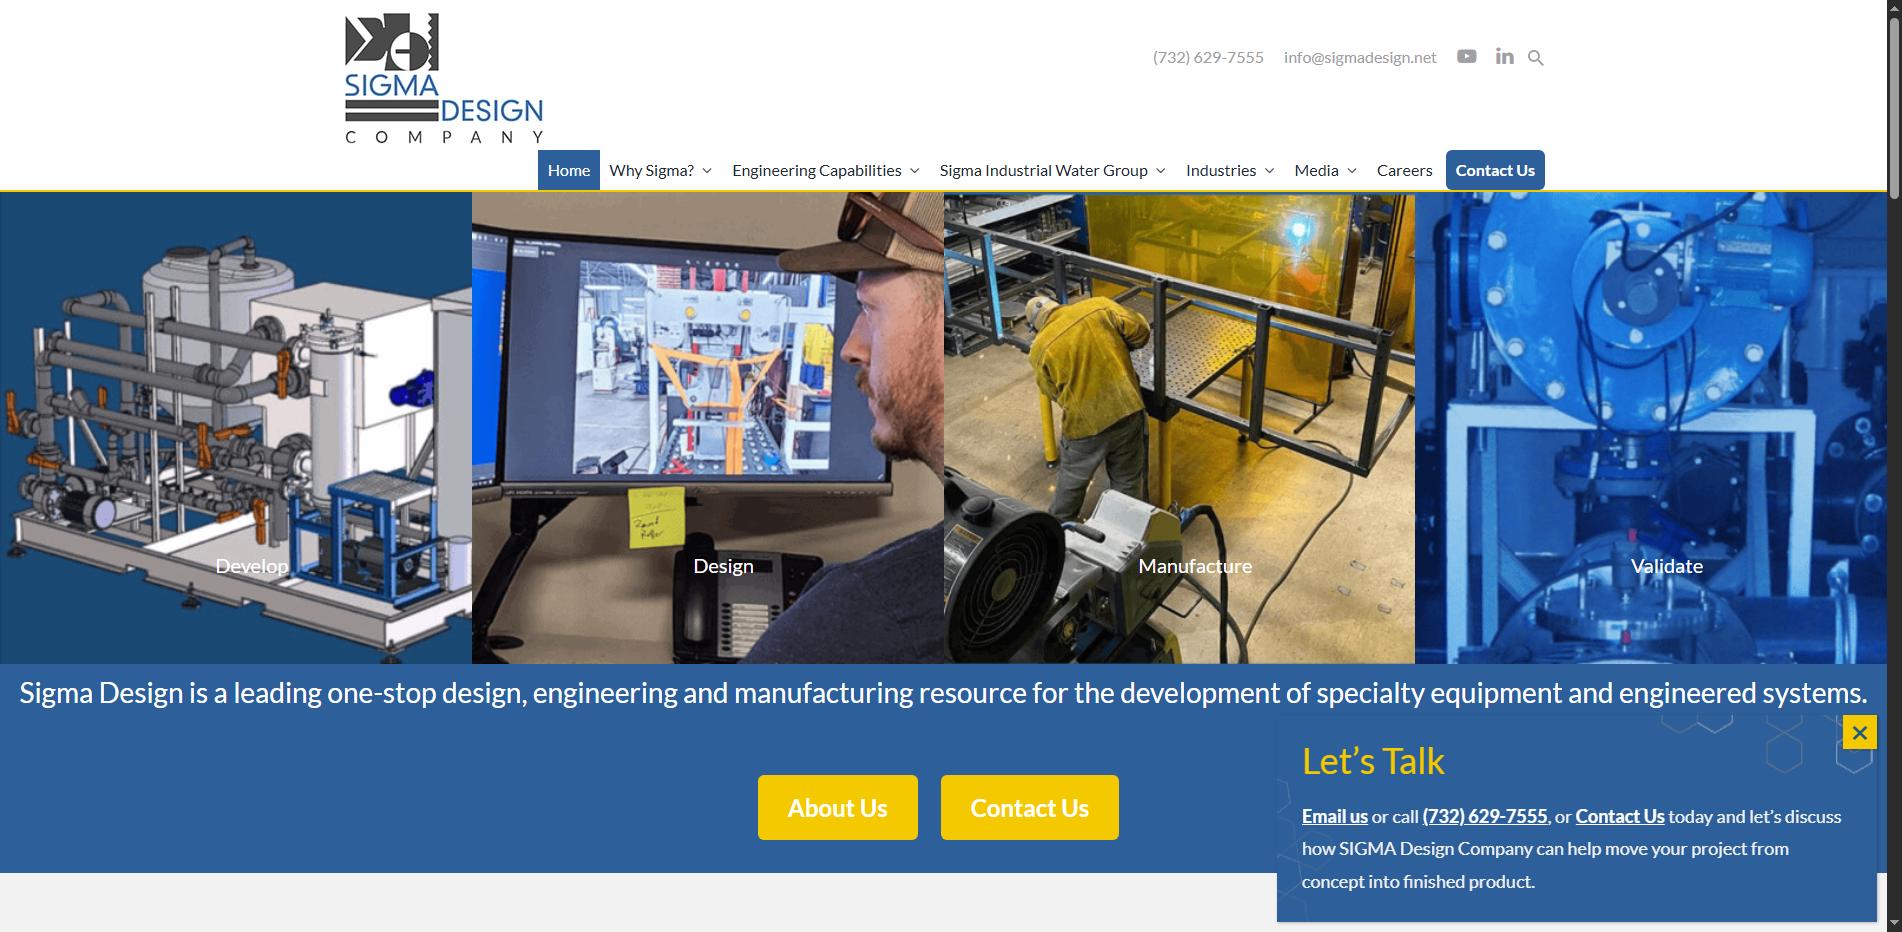 SIGMA
DESIGN
COMPANY
(732) 629-7555 info@sigmadesign.net
Home Why Sigma? Engineering Capabilities Sigma Industrial Water Group Industries Media Careers Contact Us
Develop Design Manufacture Validate
Sigma Design is a leading one-stop design, engineering and manufacturing resource for the development of specialty equipment and engineered systems.
About Us Contact Us
Let’s Talk
Email us or call (732) 629-7555, or Contact Us today and let’s discuss
how SIGMA Design Company can help move your project from
concept into finished product.